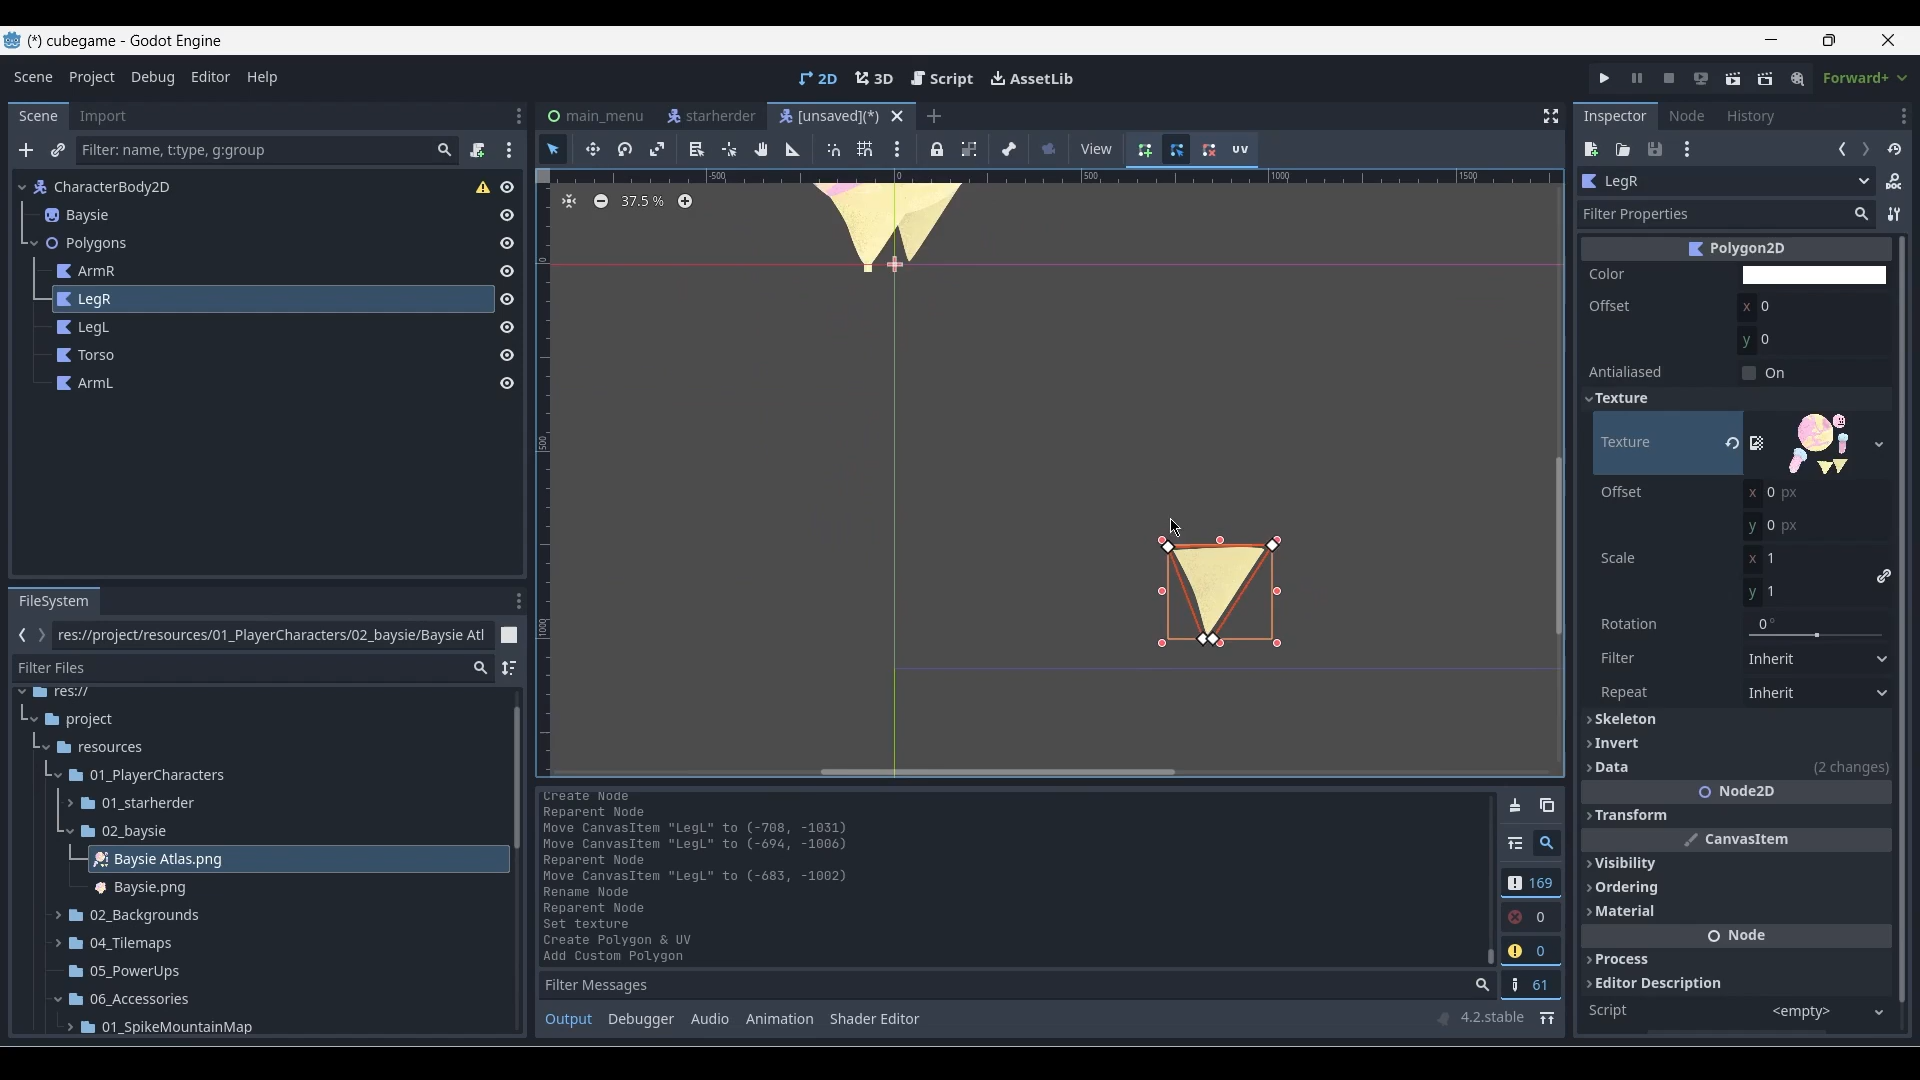 (*) cubegame - Godot Engine
Scene Project Debug Editor Help
2D 3D Script AssetLib
Forward+
Scene Import
main_menu starherder [unsaved](*)
Inspector Node History
Filter: name, t:type, g:group
View UV
CharacterBody2D
Baysie
Polygons
ArmR
LegR
LegL
Torso
ArmL
37.5 %
-500 0 500 1000 1500
0
500
1000
LegR
Filter Properties
Polygon2D
Color
Offset x 0
y 0
Antialiased On
Texture
Texture
Offset x 0 px
y 0 px
Scale x 1
y 1
Rotation 0 °
Filter Inherit
Repeat Inherit
Skeleton
Invert
Data (2 changes)
Node2D
Transform
CanvasItem
Visibility
Ordering
Material
Node
Process
Editor Description
Script <empty>
FileSystem
res://project/resources/01_PlayerCharacters/02_baysie/Baysie Atl
Filter Files
res://
project
resources
01_PlayerCharacters
01_starherder
02_baysie
Baysie Atlas.png
Baysie.png
02_Backgrounds
04_Tilemaps
05_PowerUps
06_Accessories
01_SpikeMountainMap
Create Node
Reparent Node
Move CanvasItem "LegL" to (-708, -1031)
Move CanvasItem "LegL" to (-694, -1006)
Reparent Node
Move CanvasItem "LegL" to (-683, -1002)
Rename Node
Reparent Node
Set texture
Create Polygon & UV
Add Custom Polygon
169
0
0
61
Filter Messages
Output Debugger Audio Animation Shader Editor
4.2.stable